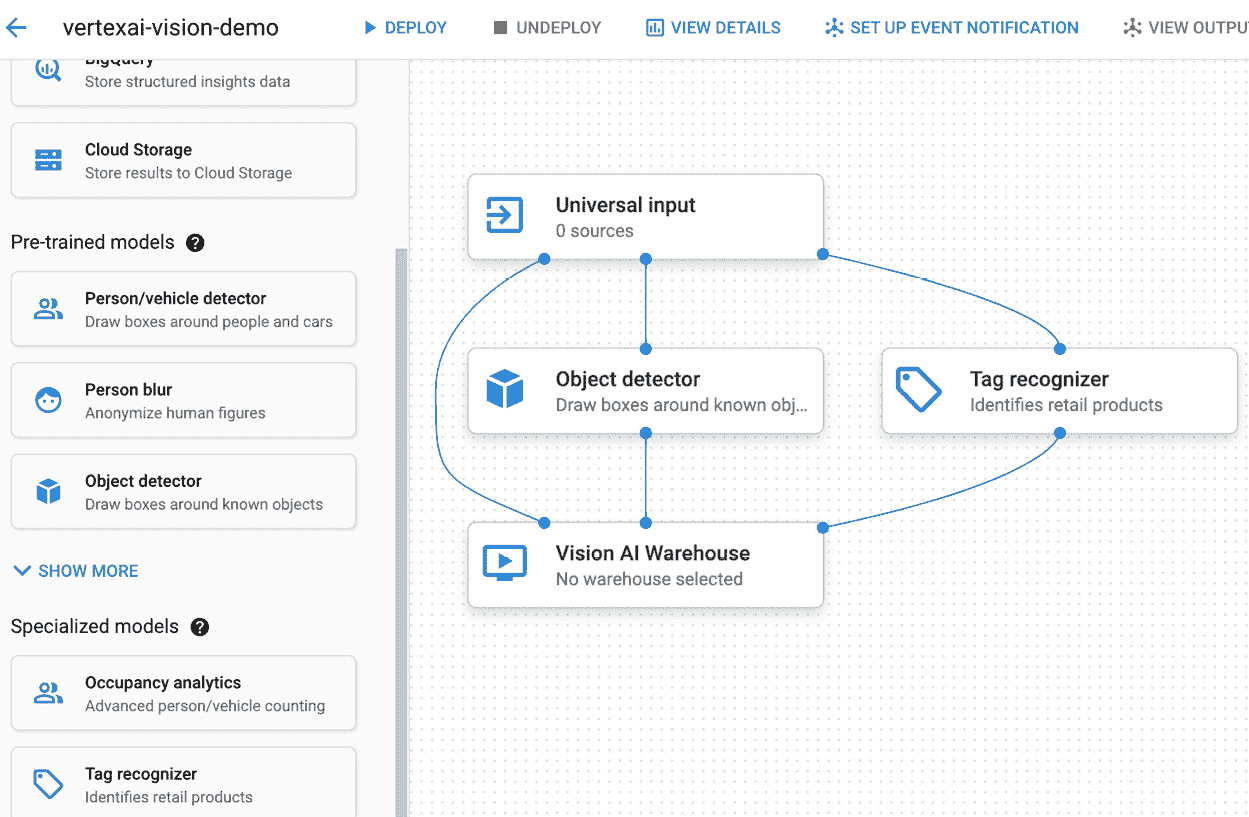 vertexai-vision-demo
DEPLOY
UNDEPLOY
VIEW DETAILS
SET UP EVENT NOTIFICATION
VIEW OUTPU
BigQuery
Store structured insights data
Cloud Storage
Store results to Cloud Storage
Pre-trained models ?
Person/vehicle detector
Draw boxes around people and cars
Person blur
Anonymize human figures
Object detector
Draw boxes around known objects
SHOW MORE
Specialized models ?
Occupancy analytics
Advanced person/vehicle counting
Tag recognizer
Identifies retail products
Universal input
0 sources
Object detector
Draw boxes around known obj...
Tag recognizer
Identifies retail products
Vision AI Warehouse
No warehouse selected